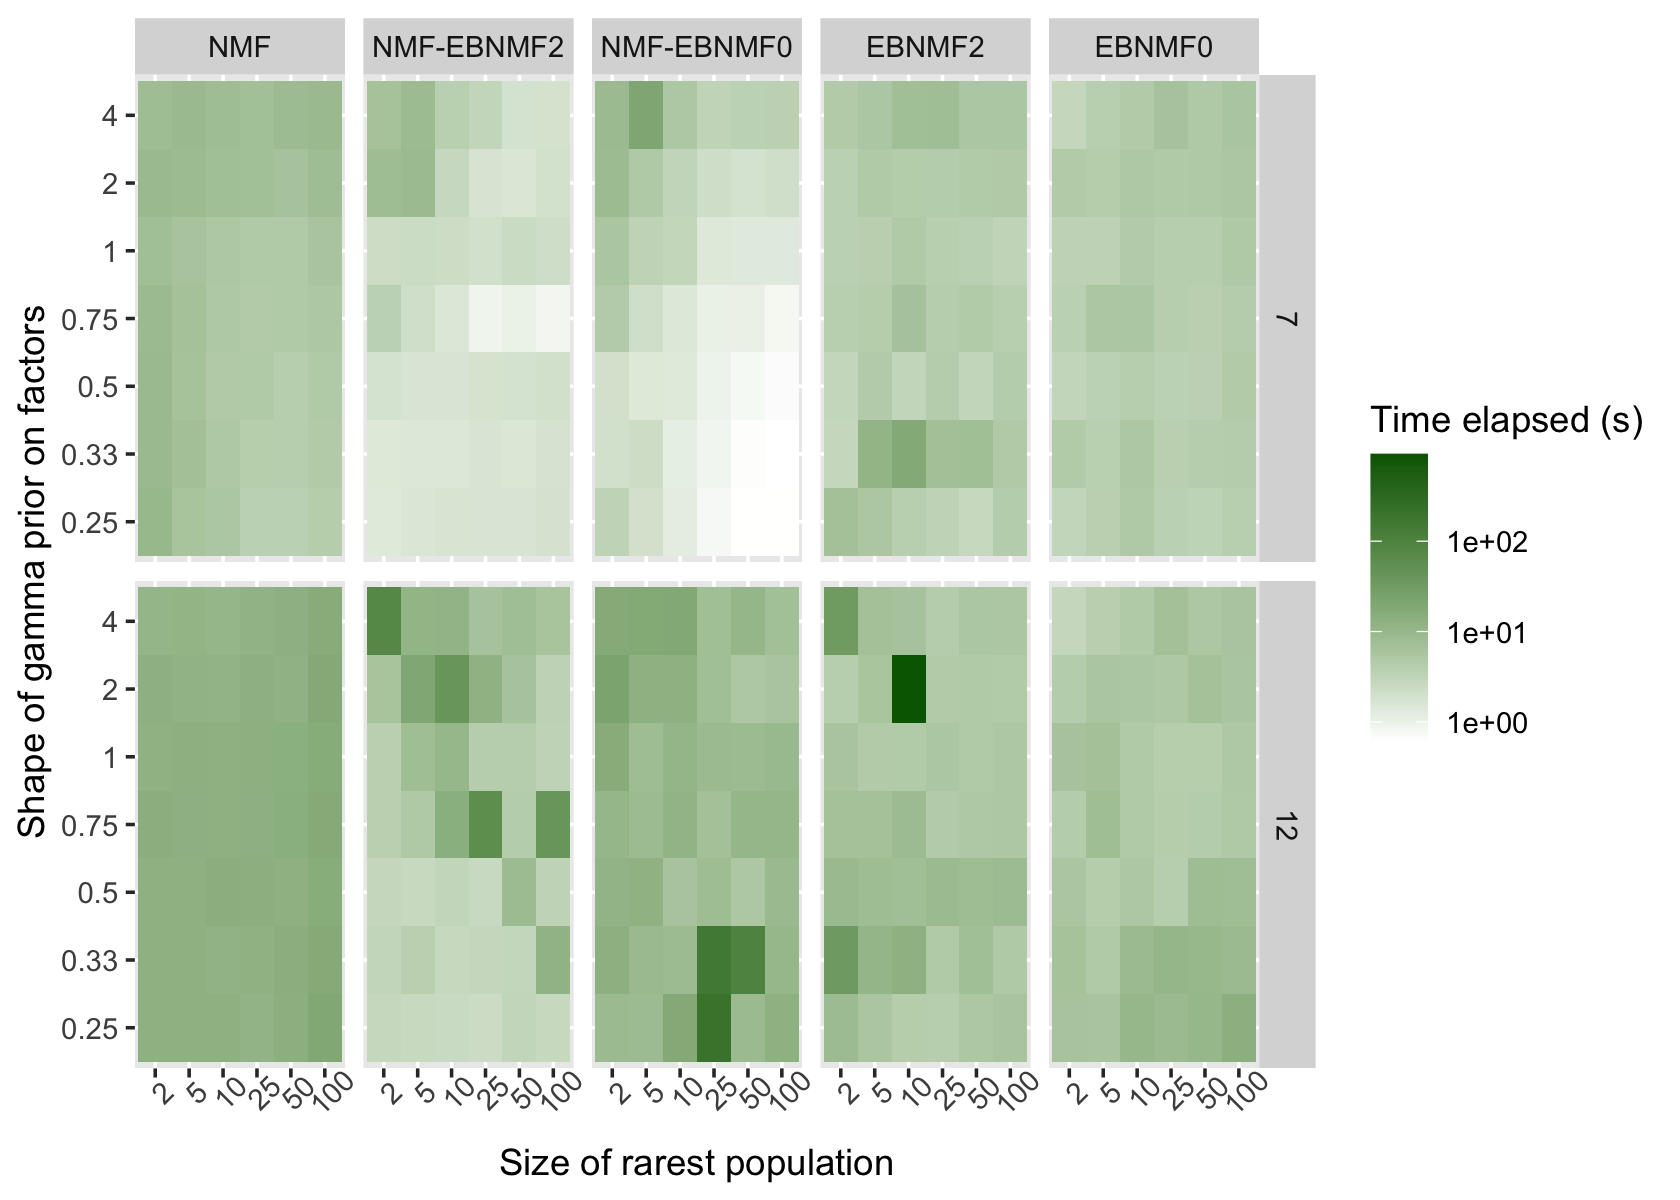 NMF NMF-EBNMF2 NMF-EBNMF0 EBNMF2 EBNMF0
4
2
1
0.75
0.5
0.33
0.25
7
4
2
1
0.75
0.5
0.33
0.25
12
Shape of gamma prior on factors
2 5 10 25 50 100 2 5 10 25 50 100 2 5 10 25 50 100 2 5 10 25 50 100 2 5 10 25 50 100
Size of rarest population
Time elapsed (s)
1e+02
1e+01
1e+00